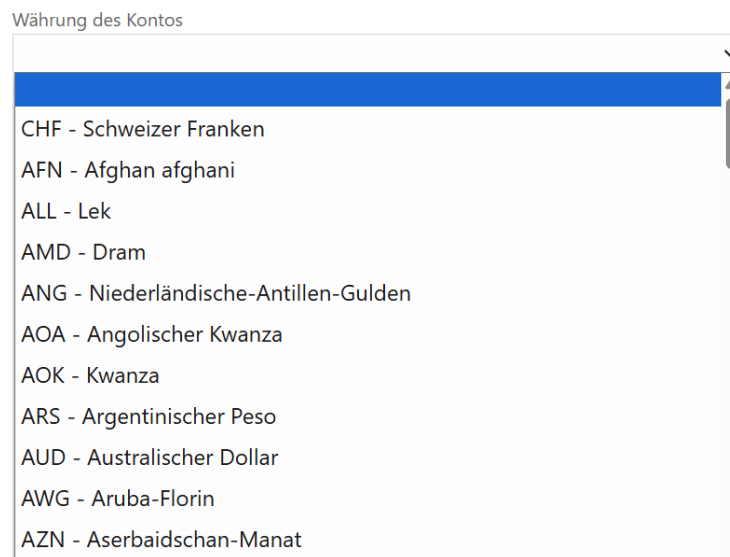 Währung des Kontos
CHF - Schweizer Franken
AFN - Afghan afghani
ALL - Lek
AMD - Dram
ANG - Niederländische-Antillen-Gulden
AOA - Angolischer Kwanza
AOK - Kwanza
ARS - Argentinischer Peso
AUD - Australischer Dollar
AWG - Aruba-Florin
AZN - Aserbaidschan-Manat